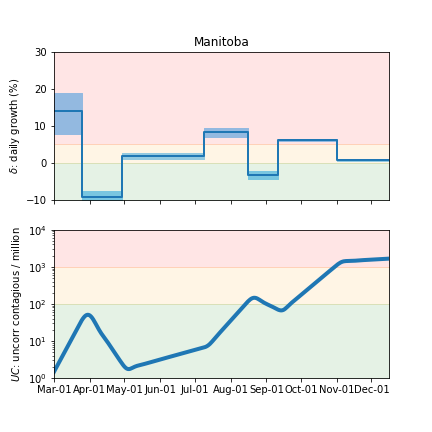 Manitoba
δ: daily growth (%)
30
20
10
0
−10
UC: uncorr contagious / million
10⁴
10³
10²
10¹
10⁰
Mar-01 Apr-01 May-01 Jun-01 Jul-01 Aug-01 Sep-01 Oct-01 Nov-01 Dec-01